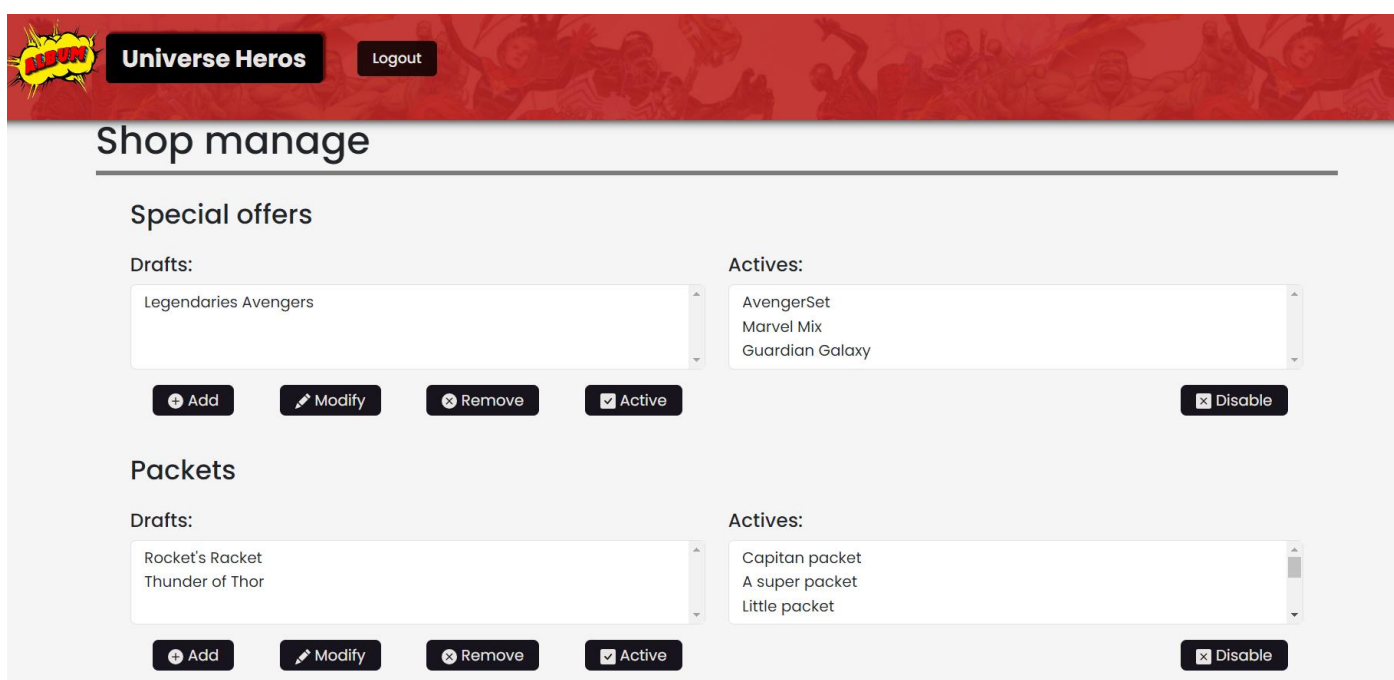 ALBUM
Universe Heros
Logout
Shop manage
Special offers
Drafts:
Legendaries Avengers
Add
Modify
Remove
Active
Actives:
AvengerSet
Marvel Mix
Guardian Galaxy
Disable
Packets
Drafts:
Rocket's Racket
Thunder of Thor
Add
Modify
Remove
Active
Actives:
Capitan packet
A super packet
Little packet
Disable